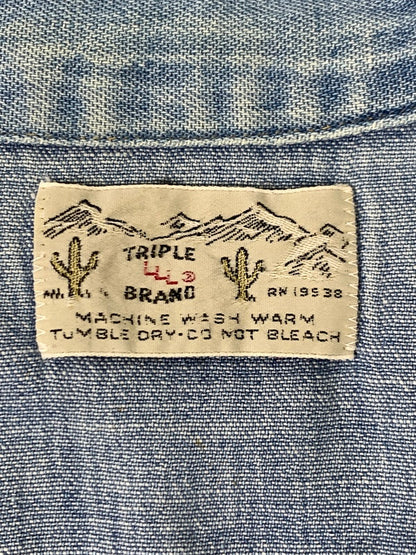 TRIPLE
LLL®
BRAND RN 19538
MACHINE WASH WARM
TUMBLE DRY-DO NOT BLEACH